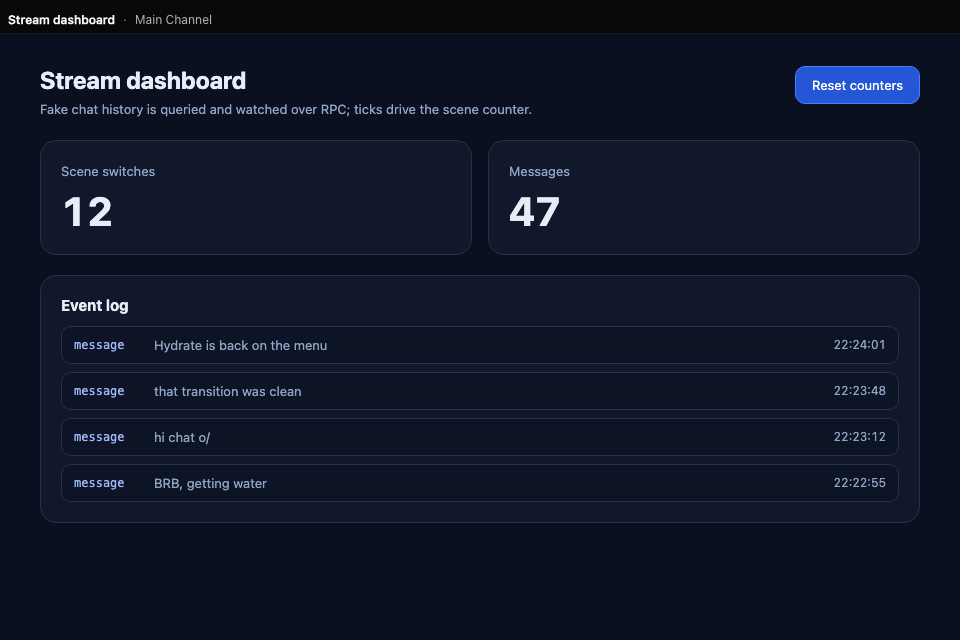 Stream dashboard · Main Channel
Stream dashboard
Fake chat history is queried and watched over RPC; ticks drive the scene counter.
Reset counters
Scene switches
12
Messages
47
Event log
message Hydrate is back on the menu 22:24:01
message that transition was clean 22:23:48
message hi chat o/ 22:23:12
message BRB, getting water 22:22:55